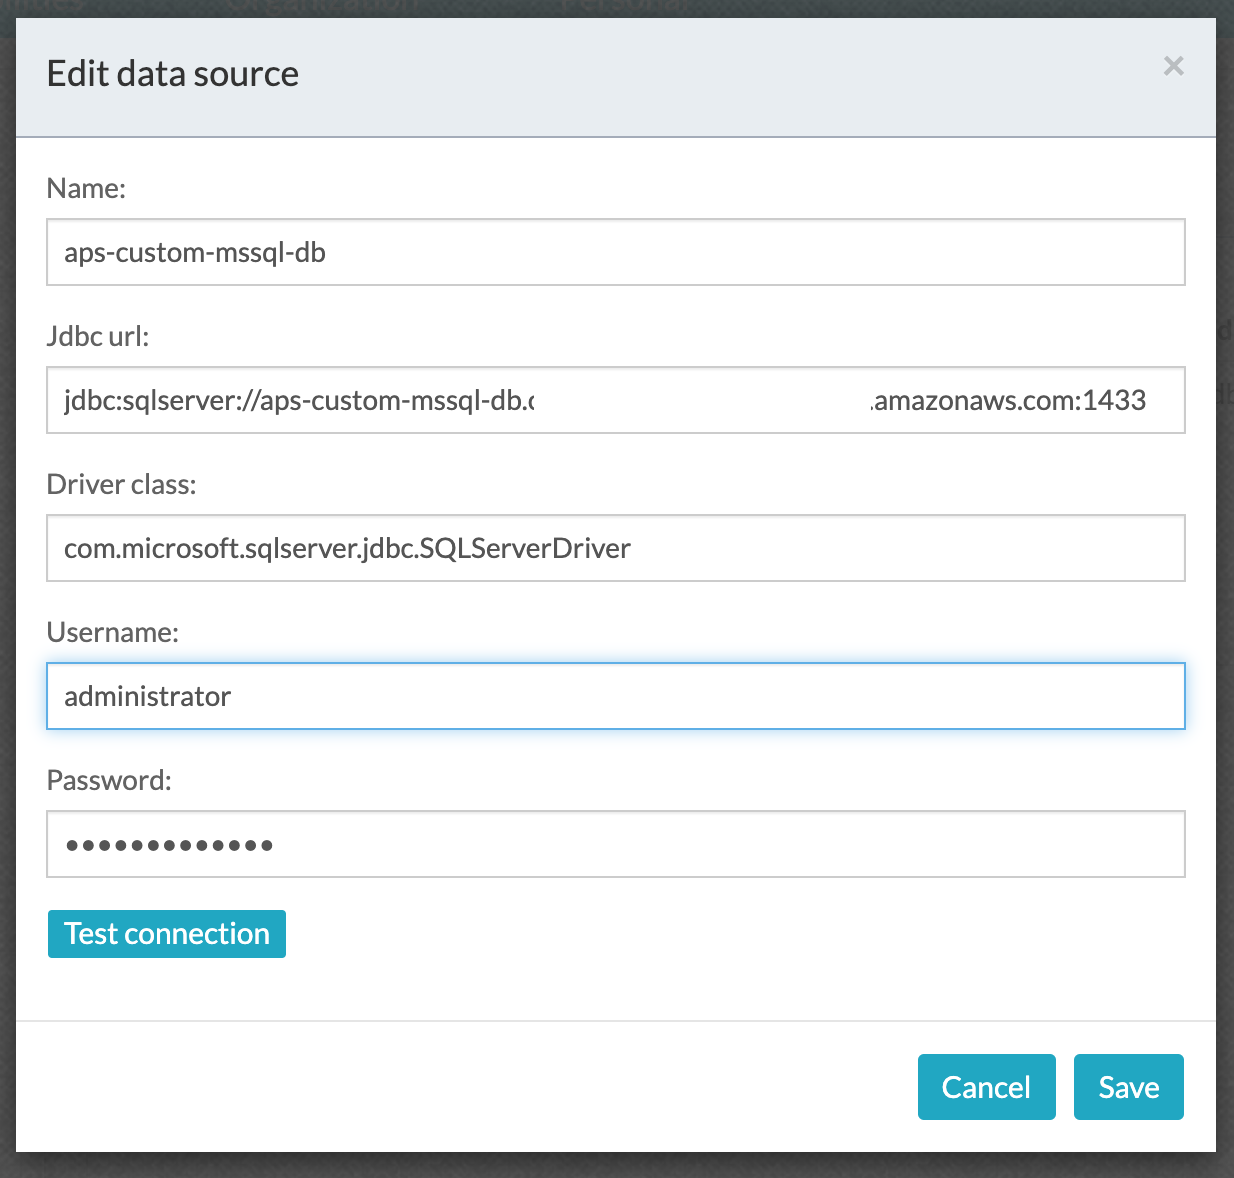 Edit data source
×
Name:
aps-custom-mssql-db
Jdbc url:
jdbc:sqlserver://aps-custom-mssql-db. .amazonaws.com:1433
Driver class:
com.microsoft.sqlserver.jdbc.SQLServerDriver
Username:
administrator
Password:
•••••••••••••
Test connection
Cancel Save